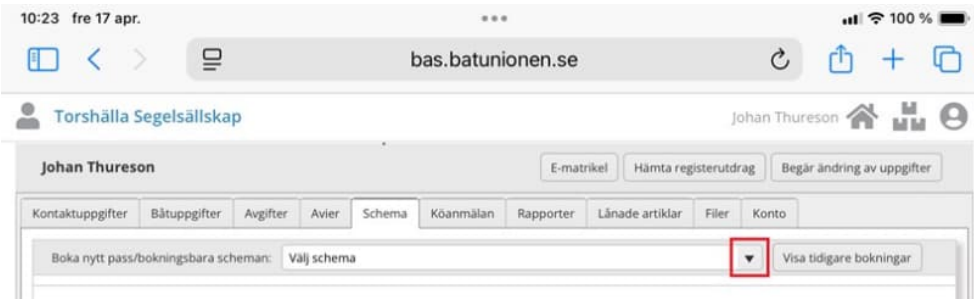 10:23 fre 17 apr. 100 %
bas.batunionen.se
Torshälla Segelsällskap Johan Thureson
Johan Thureson E-matrikel Hämta registerutdrag Begär ändring av uppgifter
Kontaktuppgifter Båtuppgifter Avgifter Avier Schema Köanmälan Rapporter Lånade artiklar Filer Konto
Boka nytt pass/bokningsbara scheman: Välj schema Visa tidigare bokningar